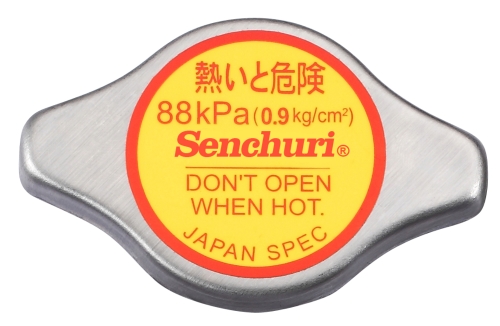 熱いと危険
88kPa(0.9kg/cm²)
Senchuri®
DON'T OPEN
WHEN HOT.
JAPAN SPEC